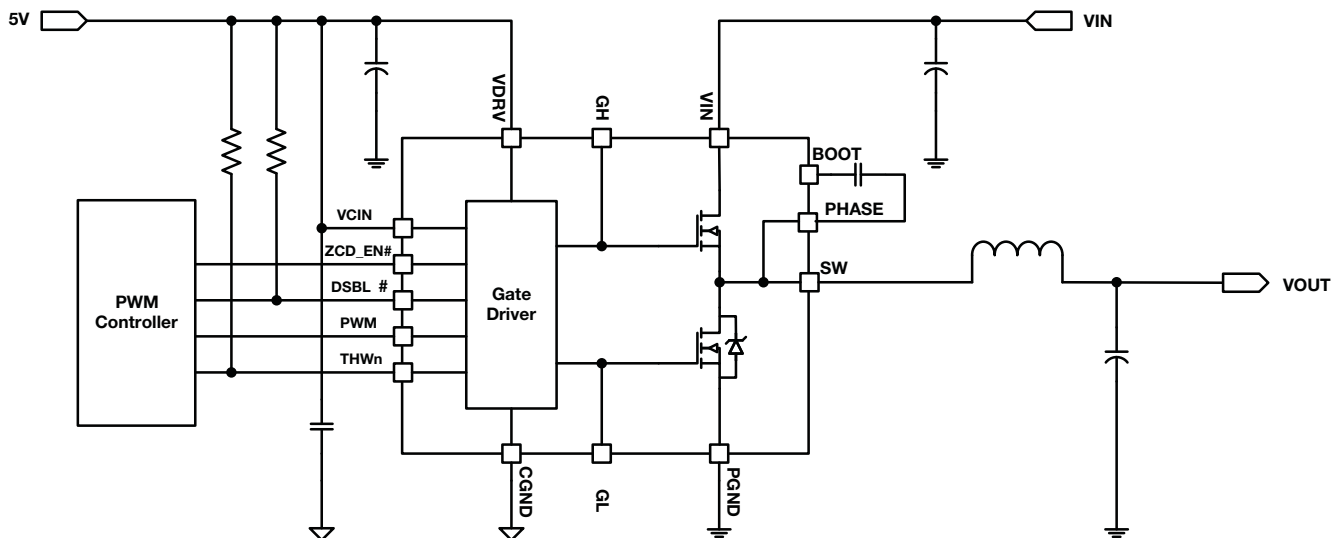 5V
VIN
VDRV
GH
VIN
BOOT
PHASE
SW
VCIN
ZCD_EN#
DSBL #
PWM
THWn
PWM
Controller
Gate
Driver
VOUT
CGND
GL
PGND